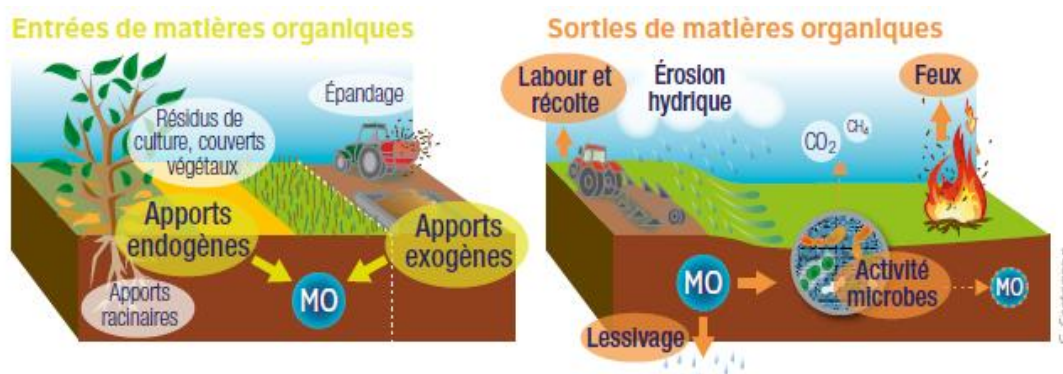 Entrées de matières organiques
Épandage
Résidus de
culture, couverts
végétaux
Apports
endogènes
Apports
exogènes
MO
Apports
racinaires
Sorties de matières organiques
Labour et
récolte
Érosion
hydrique
Feux
CO2
CH4
MO
Activité
microbes
MO
Lessivage